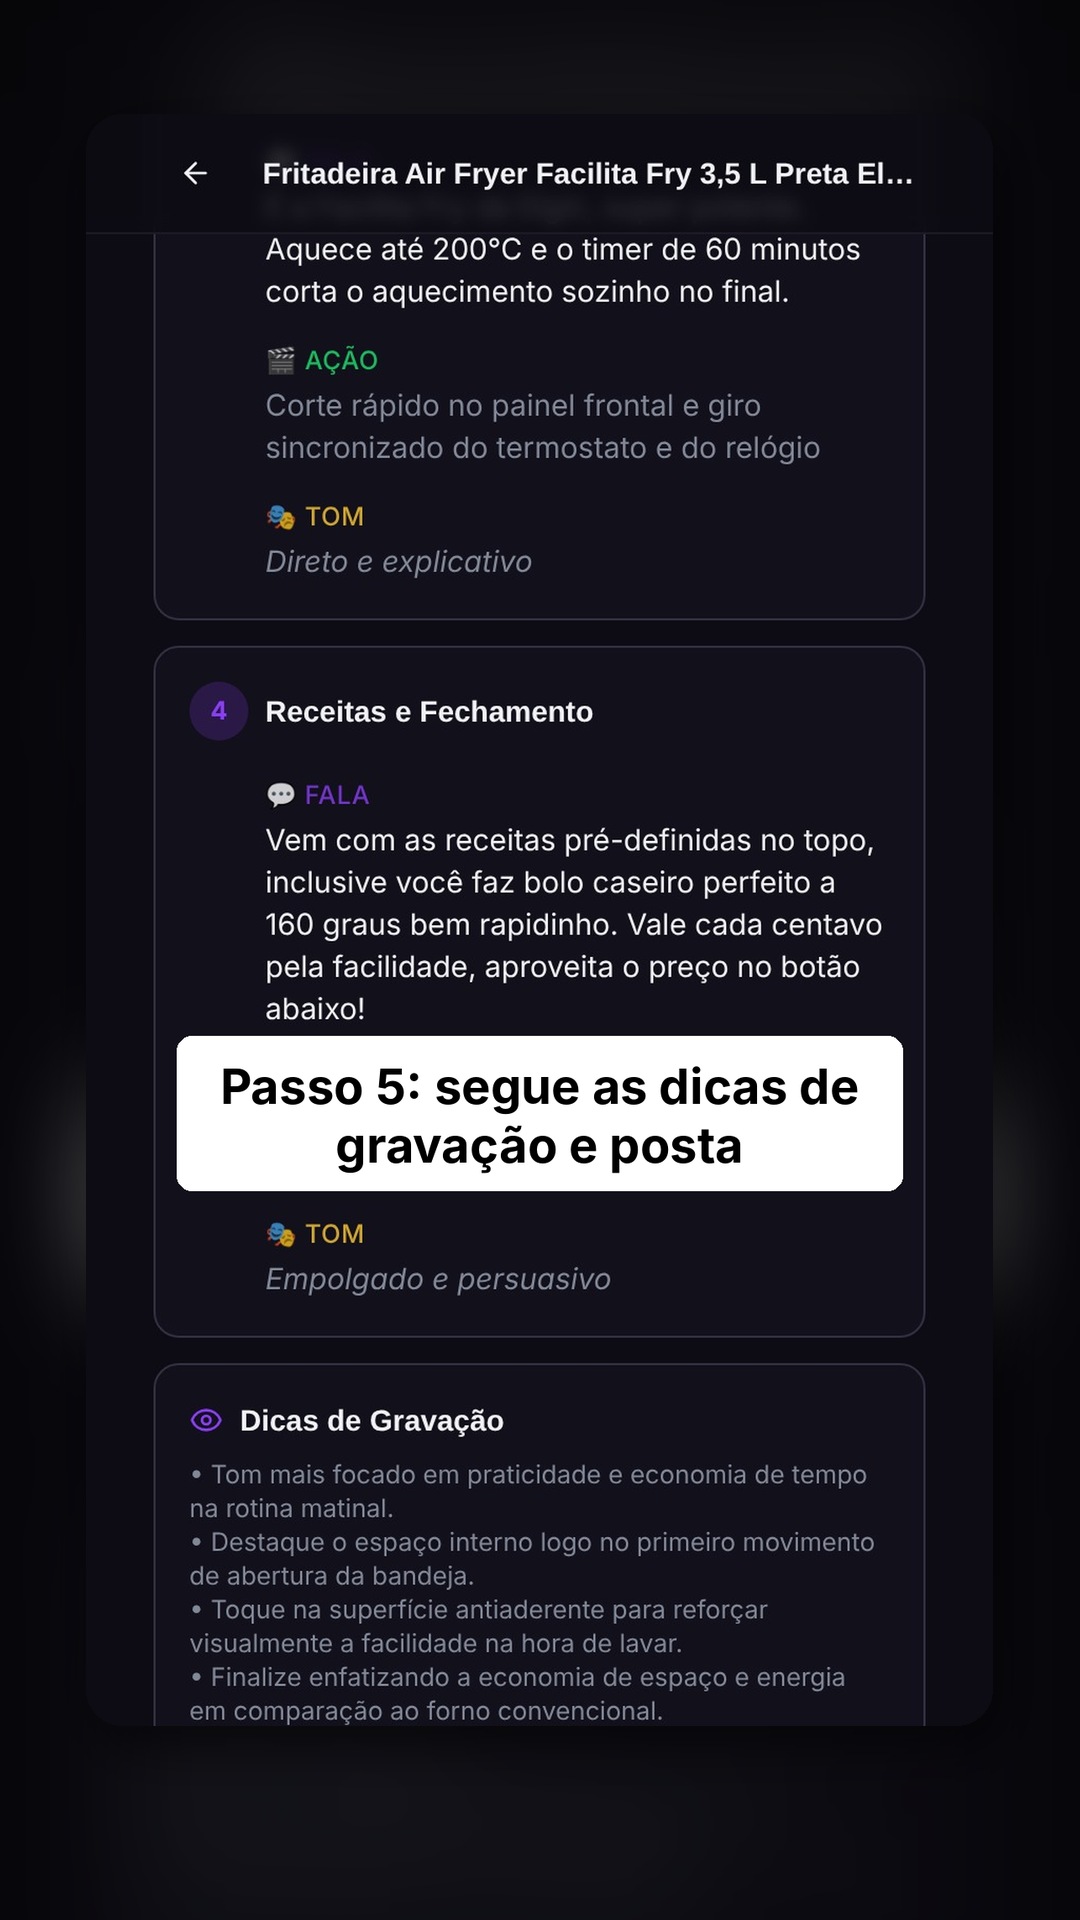 Fritadeira Air Fryer Facilita Fry 3,5 L Preta El...
Aquece até 200°C e o timer de 60 minutos
corta o aquecimento sozinho no final.
🎬 AÇÃO
Corte rápido no painel frontal e giro
sincronizado do termostato e do relógio
🎭 TOM
Direto e explicativo
4 Receitas e Fechamento
💬 FALA
Vem com as receitas pré-definidas no topo,
inclusive você faz bolo caseiro perfeito a
160 graus bem rapidinho. Vale cada centavo
pela facilidade, aproveita o preço no botão
abaixo!
Passo 5: segue as dicas de
gravação e posta
🎭 TOM
Empolgado e persuasivo
Dicas de Gravação
• Tom mais focado em praticidade e economia de tempo
na rotina matinal.
• Destaque o espaço interno logo no primeiro movimento
de abertura da bandeja.
• Toque na superfície antiaderente para reforçar
visualmente a facilidade na hora de lavar.
• Finalize enfatizando a economia de espaço e energia
em comparação ao forno convencional.